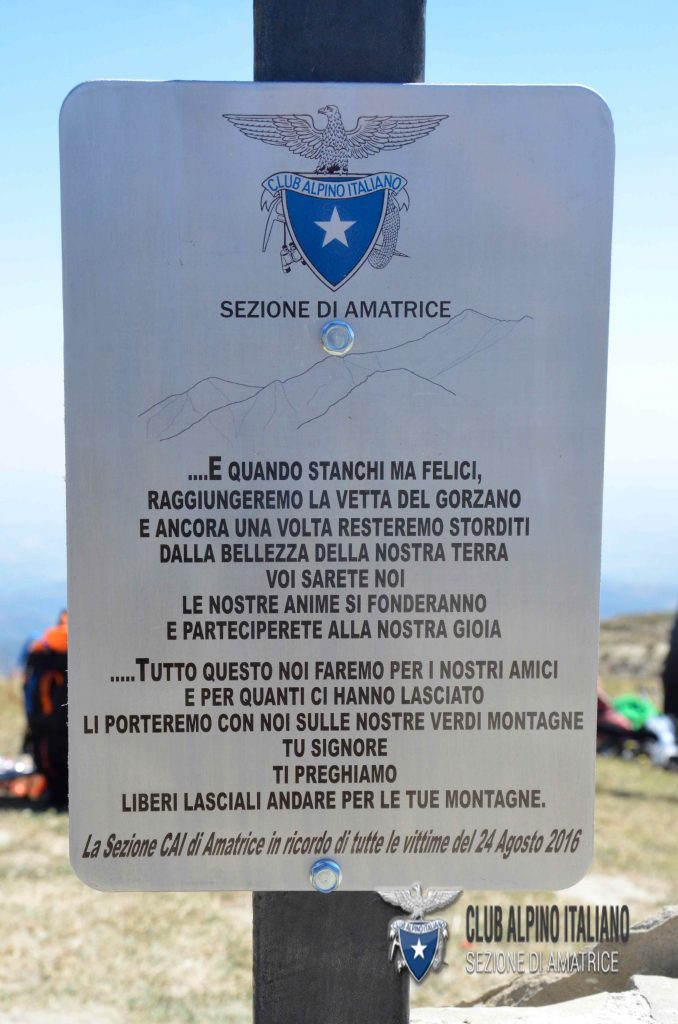 CLUB ALPINO ITALIANO
SEZIONE DI AMATRICE
....E QUANDO STANCHI MA FELICI,
RAGGIUNGEREMO LA VETTA DEL GORZANO
E ANCORA UNA VOLTA RESTEREMO STORDITI
DALLA BELLEZZA DELLA NOSTRA TERRA
VOI SARETE NOI
LE NOSTRE ANIME SI FONDERANNO
E PARTECIPERETE ALLA NOSTRA GIOIA
.....TUTTO QUESTO NOI FAREMO PER I NOSTRI AMICI
E PER QUANTI CI HANNO LASCIATO
LI PORTEREMO CON NOI SULLE NOSTRE VERDI MONTAGNE
TU SIGNORE
TI PREGHIAMO
LIBERI LASCIALI ANDARE PER LE TUE MONTAGNE.
La Sezione CAI di Amatrice in ricordo di tutte le vittime del 24 Agosto 2016
CLUB ALPINO ITALIANO
SEZIONE DI AMATRICE